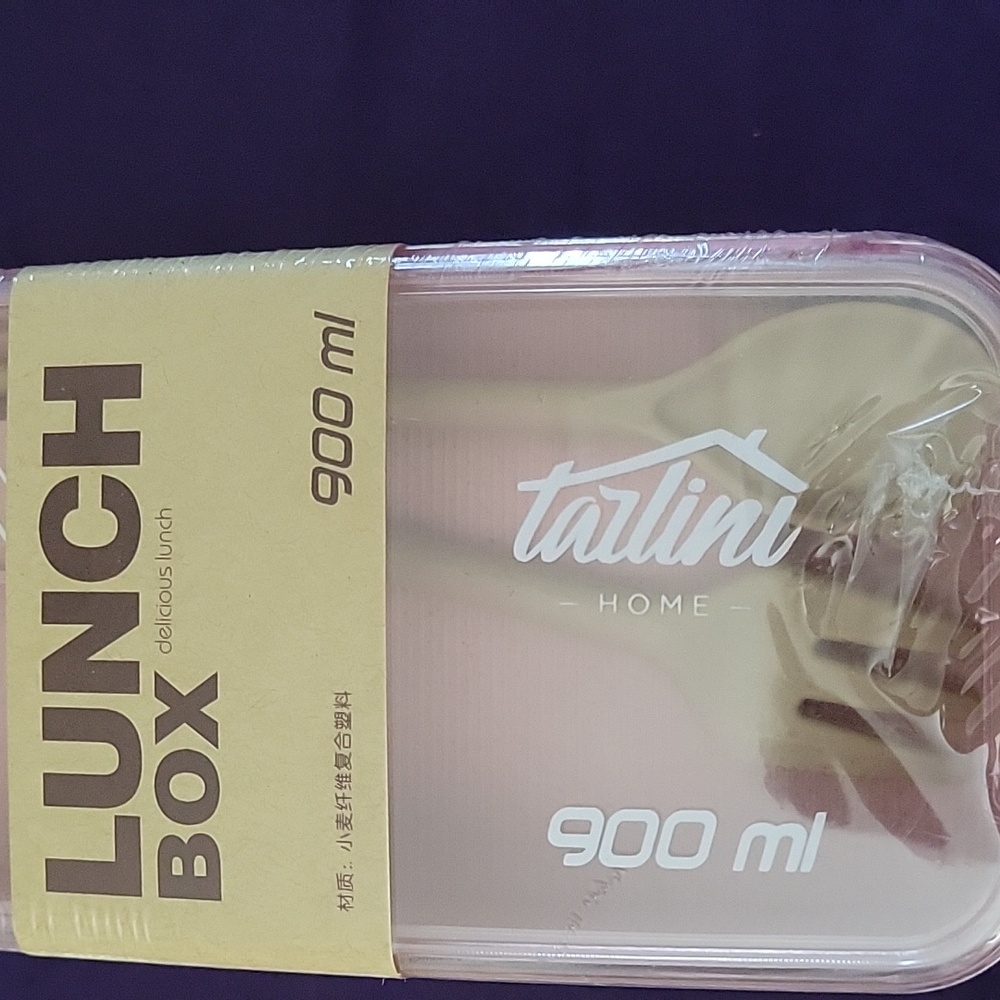 LUNCH
BOX delicious lunch
材质：小麦纤维复合塑料
900 ml
tarlini
HOME
900 ml